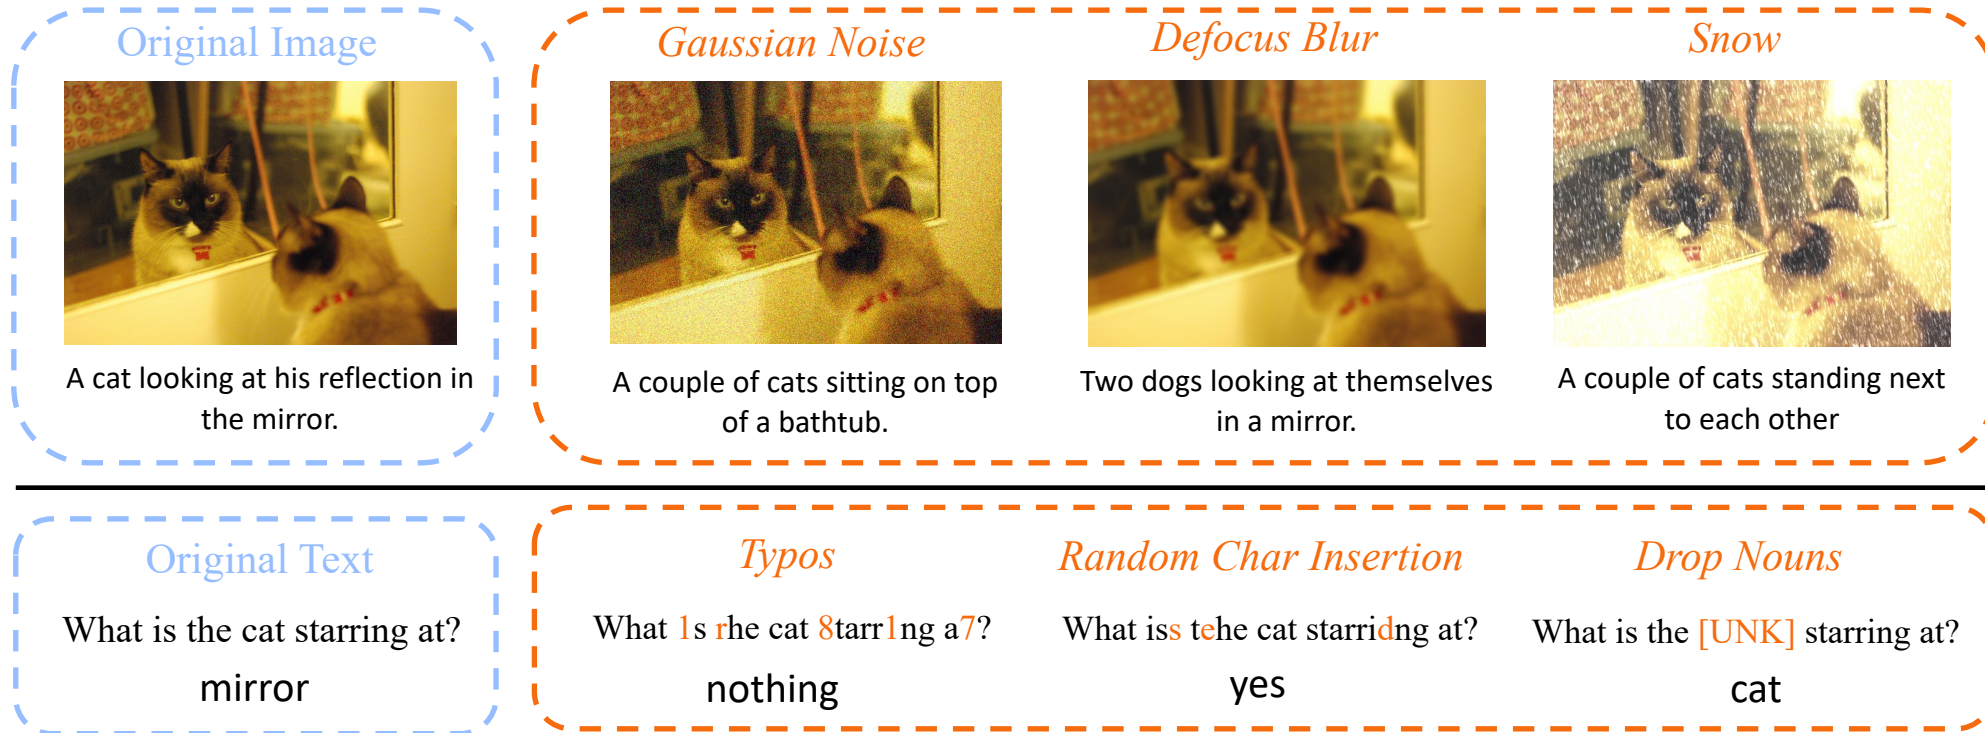 Original Image
Gaussian Noise
Defocus Blur
Snow
A cat looking at his reflection in
the mirror.
A couple of cats sitting on top
of a bathtub.
Two dogs looking at themselves
in a mirror.
A couple of cats standing next
to each other
Original Text
Typos
Random Char Insertion
Drop Nouns
What is the cat starring at?
What 1s rhe cat 8tarr1ng a7?
What iss tehe cat starridng at?
What is the [UNK] starring at?
mirror
nothing
yes
cat